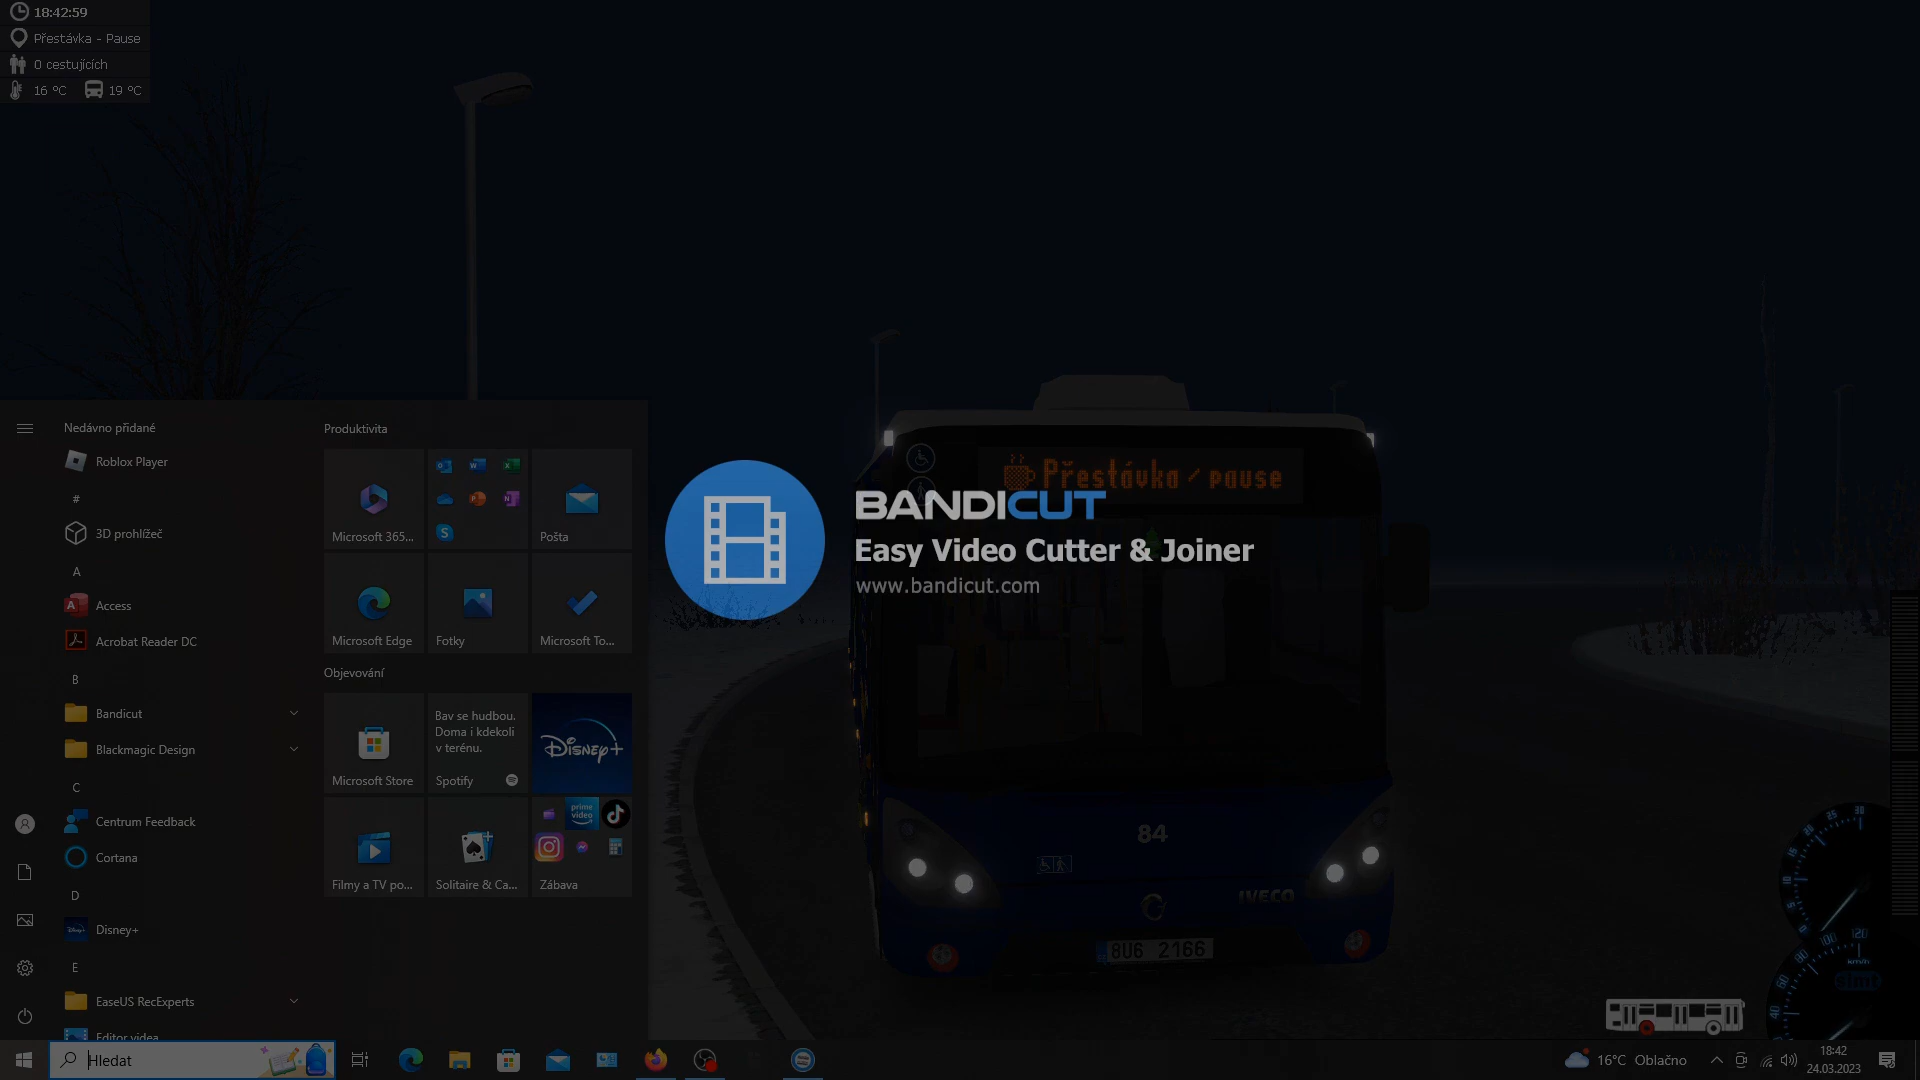 18:42:59
Přestávka - Pause
0 cestujících
16 ºC 19 ºC
Nedávno přidané
Roblox Player
#
3D prohlížeč
A
Access
Acrobat Reader DC
B
Bandicut
Blackmagic Design
C
Centrum Feedback
Cortana
D
Disney+
E
EaseUS RecExperts
Editor videa
Produktivita
Microsoft 365...
Pošta
Microsoft Edge
Fotky
Microsoft To...
Objevování
Microsoft Store
Bav se hudbou.
Doma i kdekoli
v terénu.
Spotify
Disney+
prime
video
Filmy a TV po...
Solitaire & Ca...
Zábava
Přestávka / pause
BANDICUT
Easy Video Cutter & Joiner
www.bandicut.com
84
IVECO
8U6 2166
km/h
Hledat
16°C Oblačno
18:42
24.03.2023